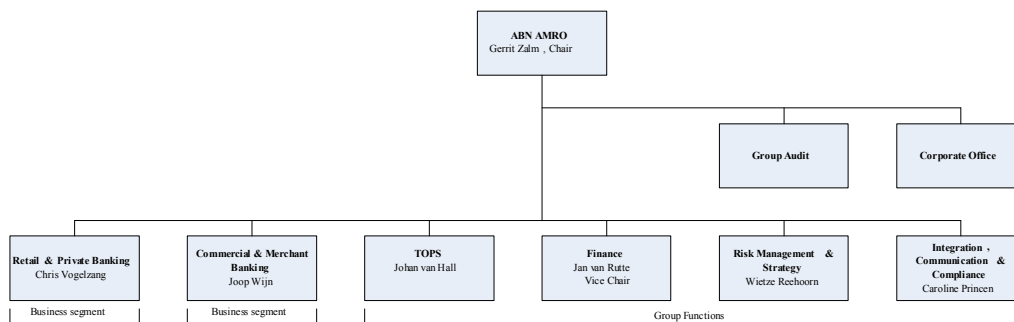 ABN AMRO
Gerrit Zalm , Chair
Group Audit
Corporate Office
Retail & Private Banking
Chris Vogelzang
Commercial & Merchant
Banking
Joop Wijn
TOPS
Johan van Hall
Finance
Jan van Rutte
Vice Chair
Risk Management &
Strategy
Wietze Reehoorn
Integration ,
Communication &
Compliance
Caroline Princen
Business segment
Business segment
Group Functions